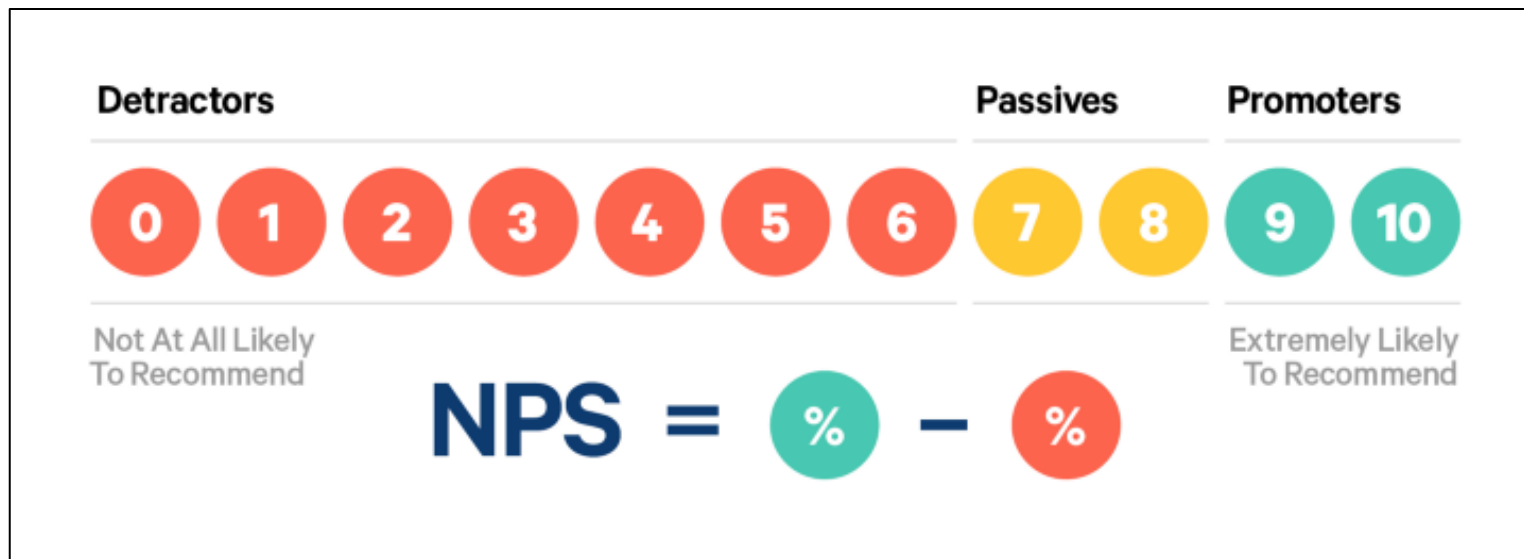 Detractors Passives Promoters
0 1 2 3 4 5 6 7 8 9 10
Not At All Likely
To Recommend
Extremely Likely
To Recommend
NPS = % – %